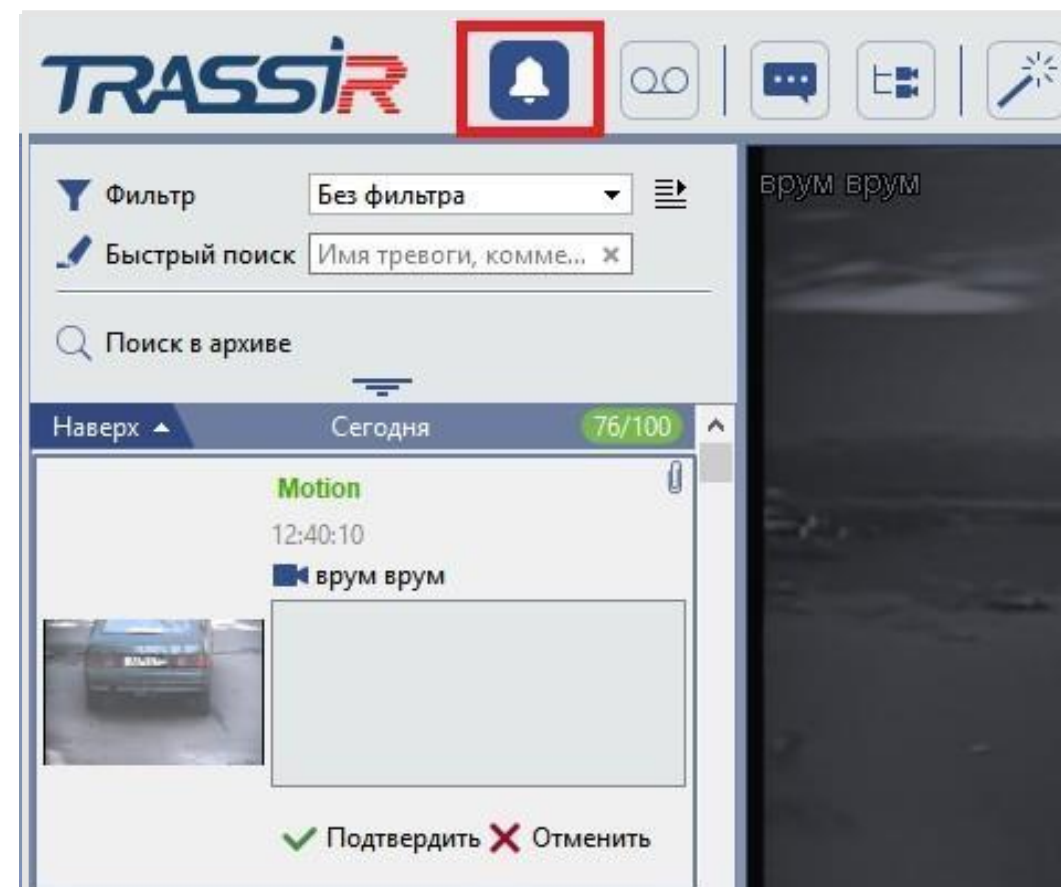 TRASSIR
врум врум
Фильтр Без фильтра
Быстрый поиск Имя тревоги, комме...
Поиск в архиве
Наверх Сегодня 76/100
Motion
12:40:10
врум врум
Подтвердить Отменить